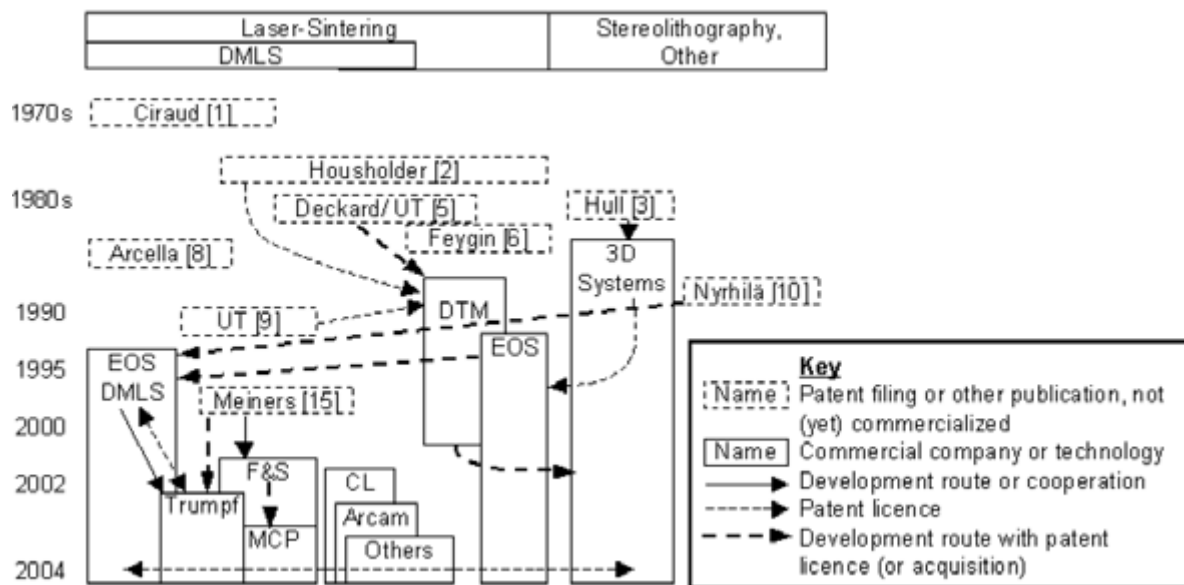 Laser-Sintering
Stereolithography,
Other
DMLS
1970s
Ciraud [1]
Housholder [2]
1980s
Deckard/ UT [5]
Hull [3]
Feygin [6]
Arcella [8]
3D
Systems
Nyrhilä [10]
1990
DTM
UT [9]
EOS
1995
EOS
DMLS
Meiners [15]
2000
F&S
2002
CL
Trumpf
Arcam
MCP
Others
2004
Key
Name Patent filing or other publication, not
(yet) commercialized
Name Commercial company or technology
Development route or cooperation
Patent licence
Development route with patent
licence (or acquisition)